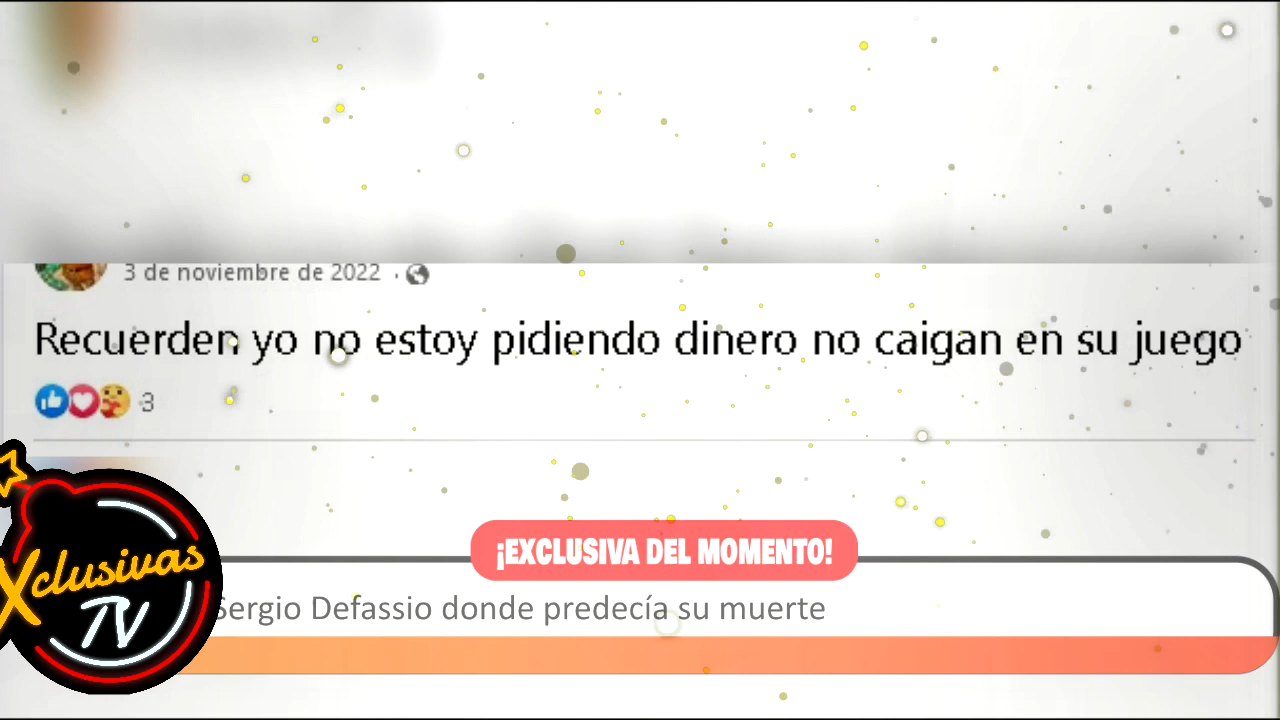 3 de noviembre de 2022 ·
Recuerden yo no estoy pidiendo dinero no caigan en su juego
3
¡EXCLUSIVA DEL MOMENTO!
Sergio Defassio donde predecía su muerte
Xclusivas
TV